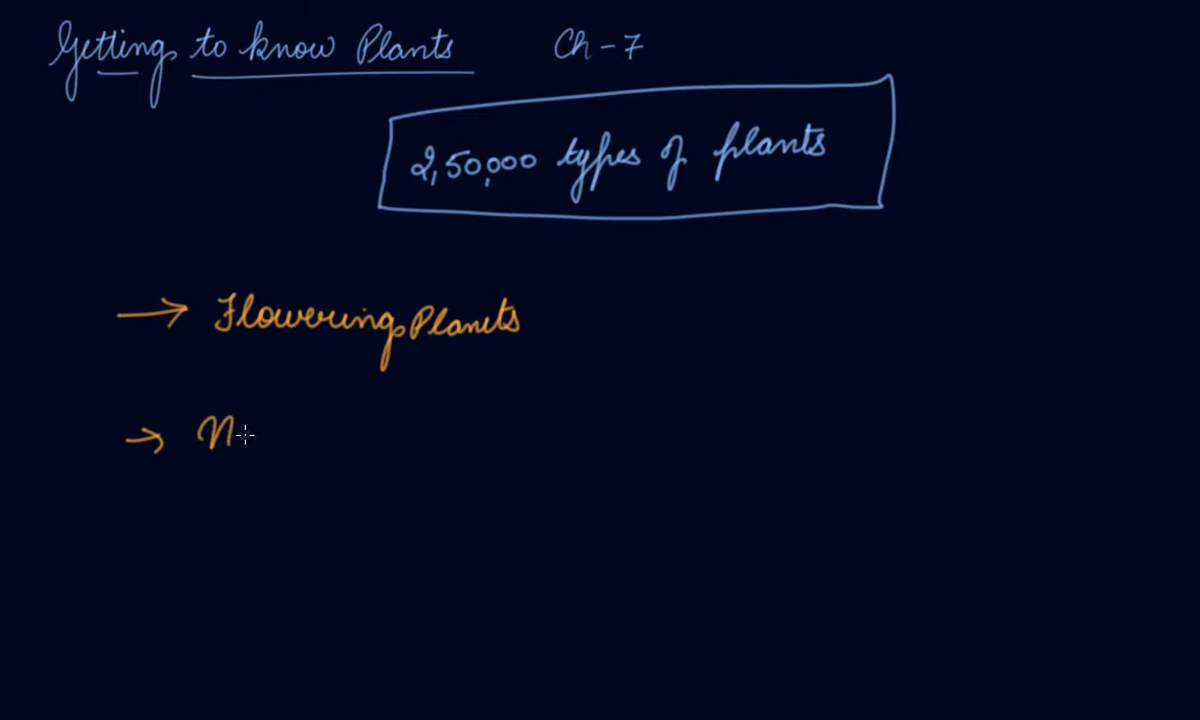 Getting to know Plants Ch-7
2,50,000 types of plants
→ Flowering Plants
→ N